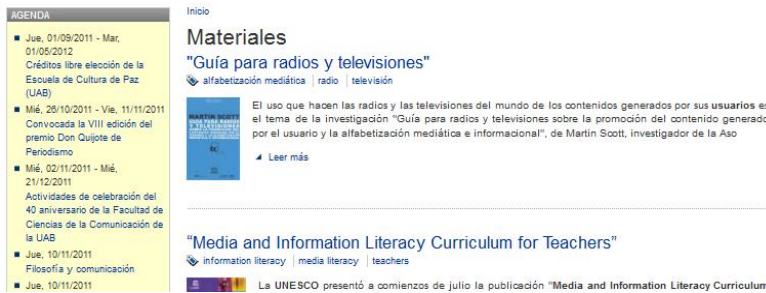 AGENDA
Jue, 01/09/2011 - Mar,
01/05/2012
Créditos libre elección de la
Escuela de Cultura de Paz
(UAB)
Mié, 26/10/2011 - Vie, 11/11/2011
Convocada la VIII edición del
premio Don Quijote de
Periodismo
Mié, 02/11/2011 - Mié,
21/12/2011
Actividades de celebración del
40 aniversario de la Facultad de
Ciencias de la Comunicación de
la UAB
Jue, 10/11/2011
Filosofía y comunicación
Jue, 10/11/2011
Inicio
Materiales
"Guía para radios y televisiones"
alfabetización mediática radio televisión
MARTIN SCOTT
GUÍA PARA RADIOS
Y TELEVISIONES
El uso que hacen las radios y las televisiones del mundo de los contenidos generados por sus usuarios es
el tema de la investigación "Guía para radios y televisiones sobre la promoción del contenido generado
por el usuario y la alfabetización mediática e informacional", de Martin Scott, investigador de la Aso
Leer más
"Media and Information Literacy Curriculum for Teachers"
information literacy media literacy teachers
La UNESCO presentó a comienzos de julio la publicación "Media and Information Literacy Curriculum